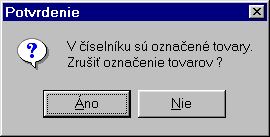 Potvrdenie
V číselníku sú označené tovary.
Zrušiť označenie tovarov ?
Áno
Nie